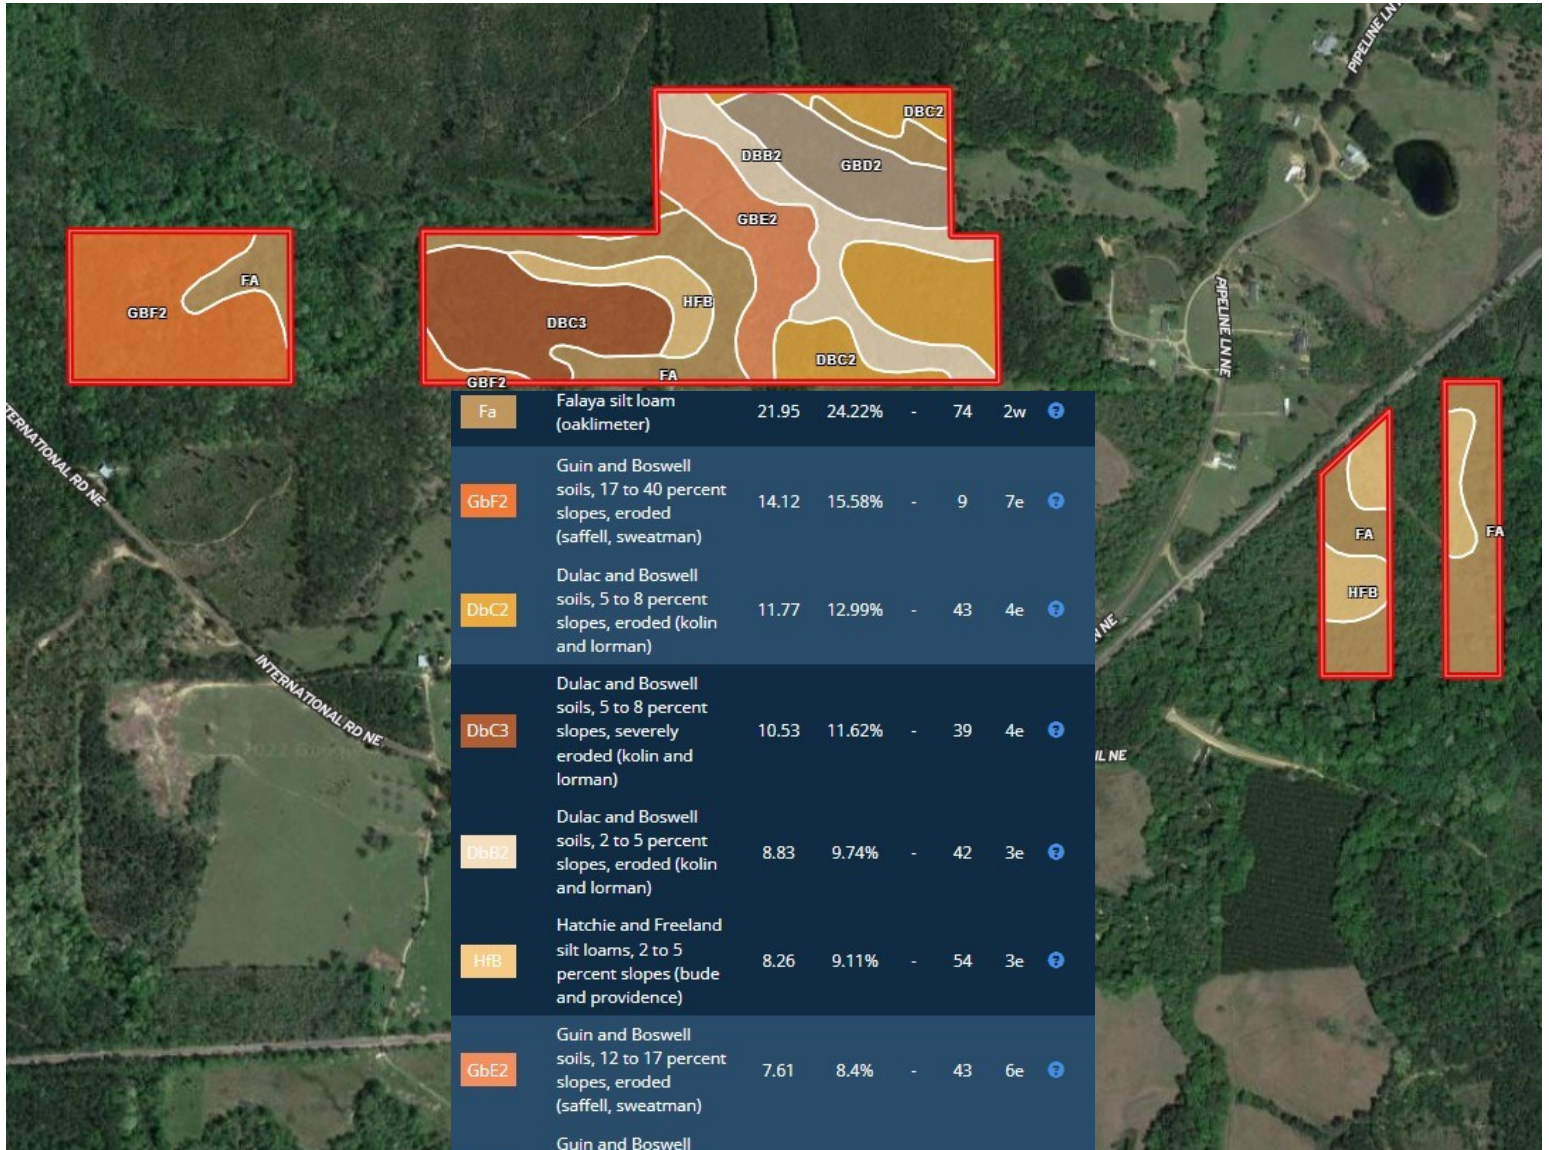 PIPELINE LN
DBC2
DBB2
GBD2
GBE2
FA
GBF2
HFB
DBC3
DBC2
FA
GBF2
PIPELINE LN NE
INTERNATIONAL RD NE
INTERNATIONAL RD NE
FA
FA
HFB
NE
IL NE
Fa Falaya silt loam (oaklimeter) 21.95 24.22% - 74 2w ?
GbF2 Guin and Boswell soils, 17 to 40 percent slopes, eroded (saffell, sweatman) 14.12 15.58% - 9 7e ?
DbC2 Dulac and Boswell soils, 5 to 8 percent slopes, eroded (kolin and lorman) 11.77 12.99% - 43 4e ?
DbC3 Dulac and Boswell soils, 5 to 8 percent slopes, severely eroded (kolin and lorman) 10.53 11.62% - 39 4e ?
DbB2 Dulac and Boswell soils, 2 to 5 percent slopes, eroded (kolin and lorman) 8.83 9.74% - 42 3e ?
HfB Hatchie and Freeland silt loams, 2 to 5 percent slopes (bude and providence) 8.26 9.11% - 54 3e ?
GbE2 Guin and Boswell soils, 12 to 17 percent slopes, eroded (saffell, sweatman) 7.61 8.4% - 43 6e ?
Guin and Boswell